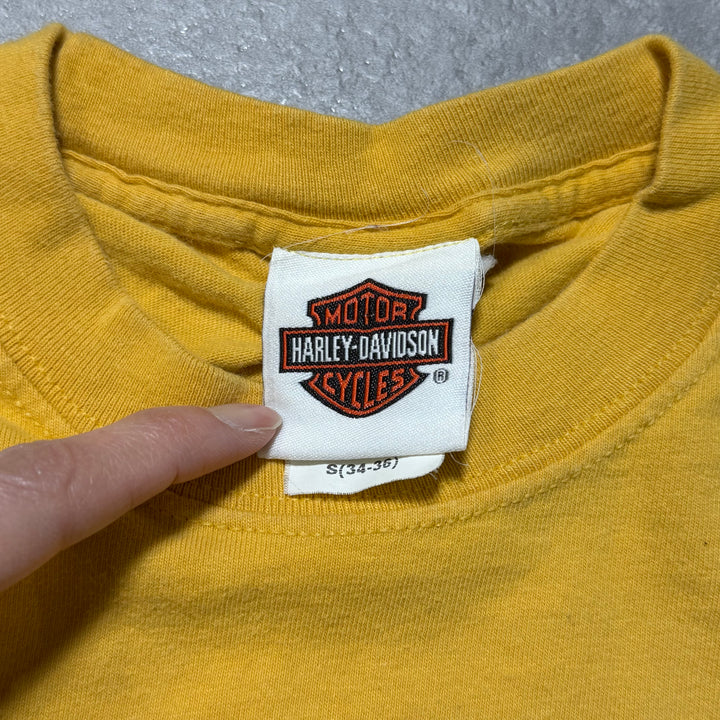 MOTOR
HARLEY-DAVIDSON
CYCLES
®
S(34-36)